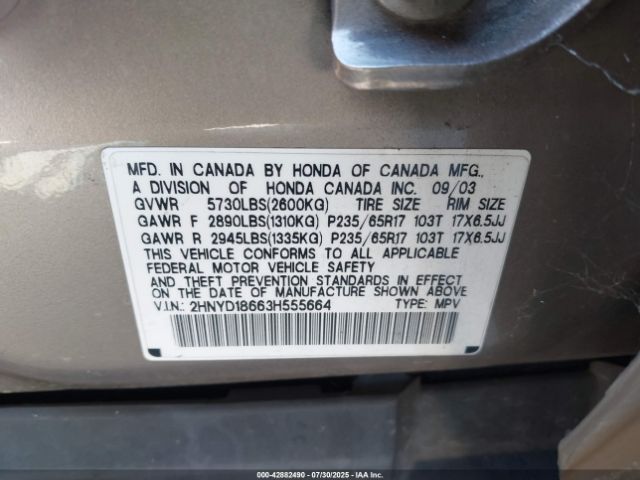 MFD. IN CANADA BY HONDA OF CANADA MFG.,
A DIVISION OF HONDA CANADA INC. 09/03
GVWR 5730LBS(2600KG) TIRE SIZE RIM SIZE
GAWR F 2890LBS(1310KG) P235/65R17 103T 17X6.5JJ
GAWR R 2945LBS(1335KG) P235/65R17 103T 17X6.5JJ
THIS VEHICLE CONFORMS TO ALL APPLICABLE
FEDERAL MOTOR VEHICLE SAFETY
AND THEFT PREVENTION STANDARDS IN EFFECT
ON THE DATE OF MANUFACTURE SHOWN ABOVE
V.I.N.: 2HNYD18663H555664 TYPE: MPV
000-42882490 - 07/30/2025 - IAA Inc.